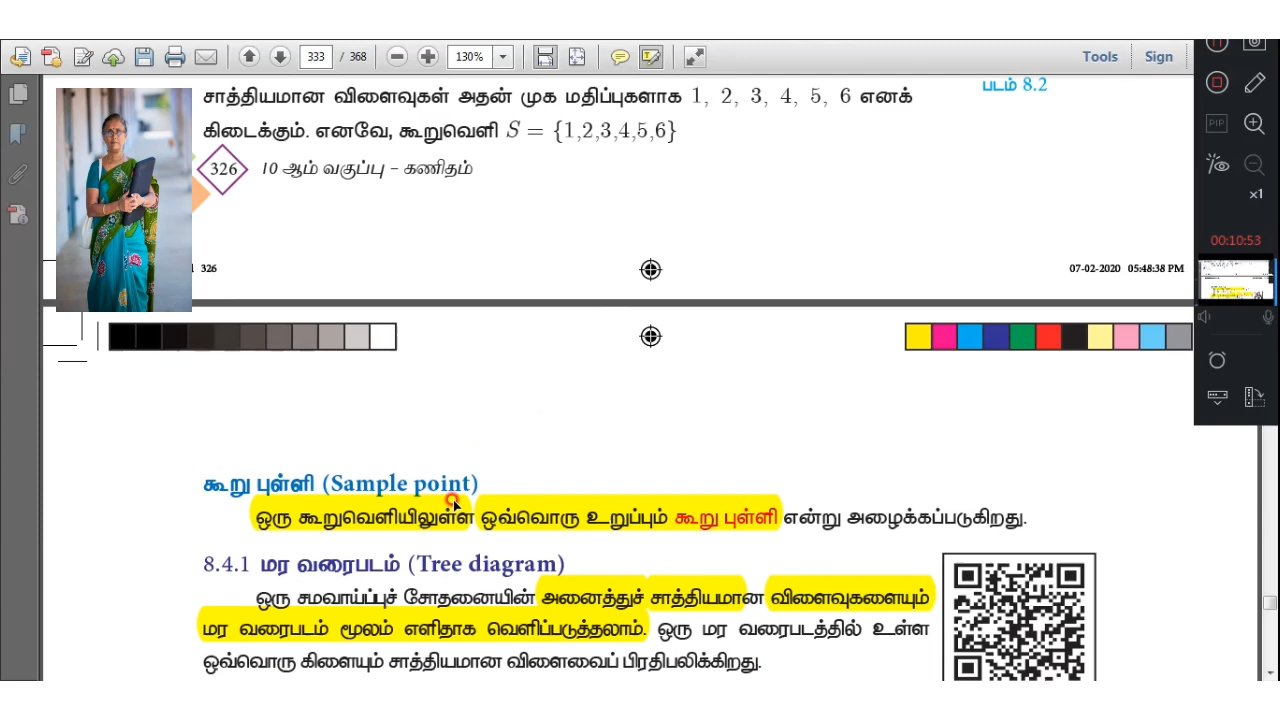 333 / 368
130%
Tools
Sign
சாத்தியமான விளைவுகள் அதன் முக மதிப்புகளாக 1, 2, 3, 4, 5, 6 எனக்
கிடைக்கும். எனவே, கூறுவெளி S = {1,2,3,4,5,6}
படம் 8.2
326 10 ஆம் வகுப்பு – கணிதம்
PIP
x1
00:10:53
326
07-02-2020 05:48:38 PM
கூறு புள்ளி (Sample point)
ஒரு கூறுவெளியிலுள்ள ஒவ்வொரு உறுப்பும் கூறு புள்ளி என்று அழைக்கப்படுகிறது.
8.4.1 மர வரைபடம் (Tree diagram)
ஒரு சமவாய்ப்புச் சோதனையின் அனைத்துச் சாத்தியமான விளைவுகளையும்
மர வரைபடம் மூலம் எளிதாக வெளிப்படுத்தலாம். ஒரு மர வரைபடத்தில் உள்ள
ஒவ்வொரு கிளையும் சாத்தியமான விளைவைப் பிரதிபலிக்கிறது.